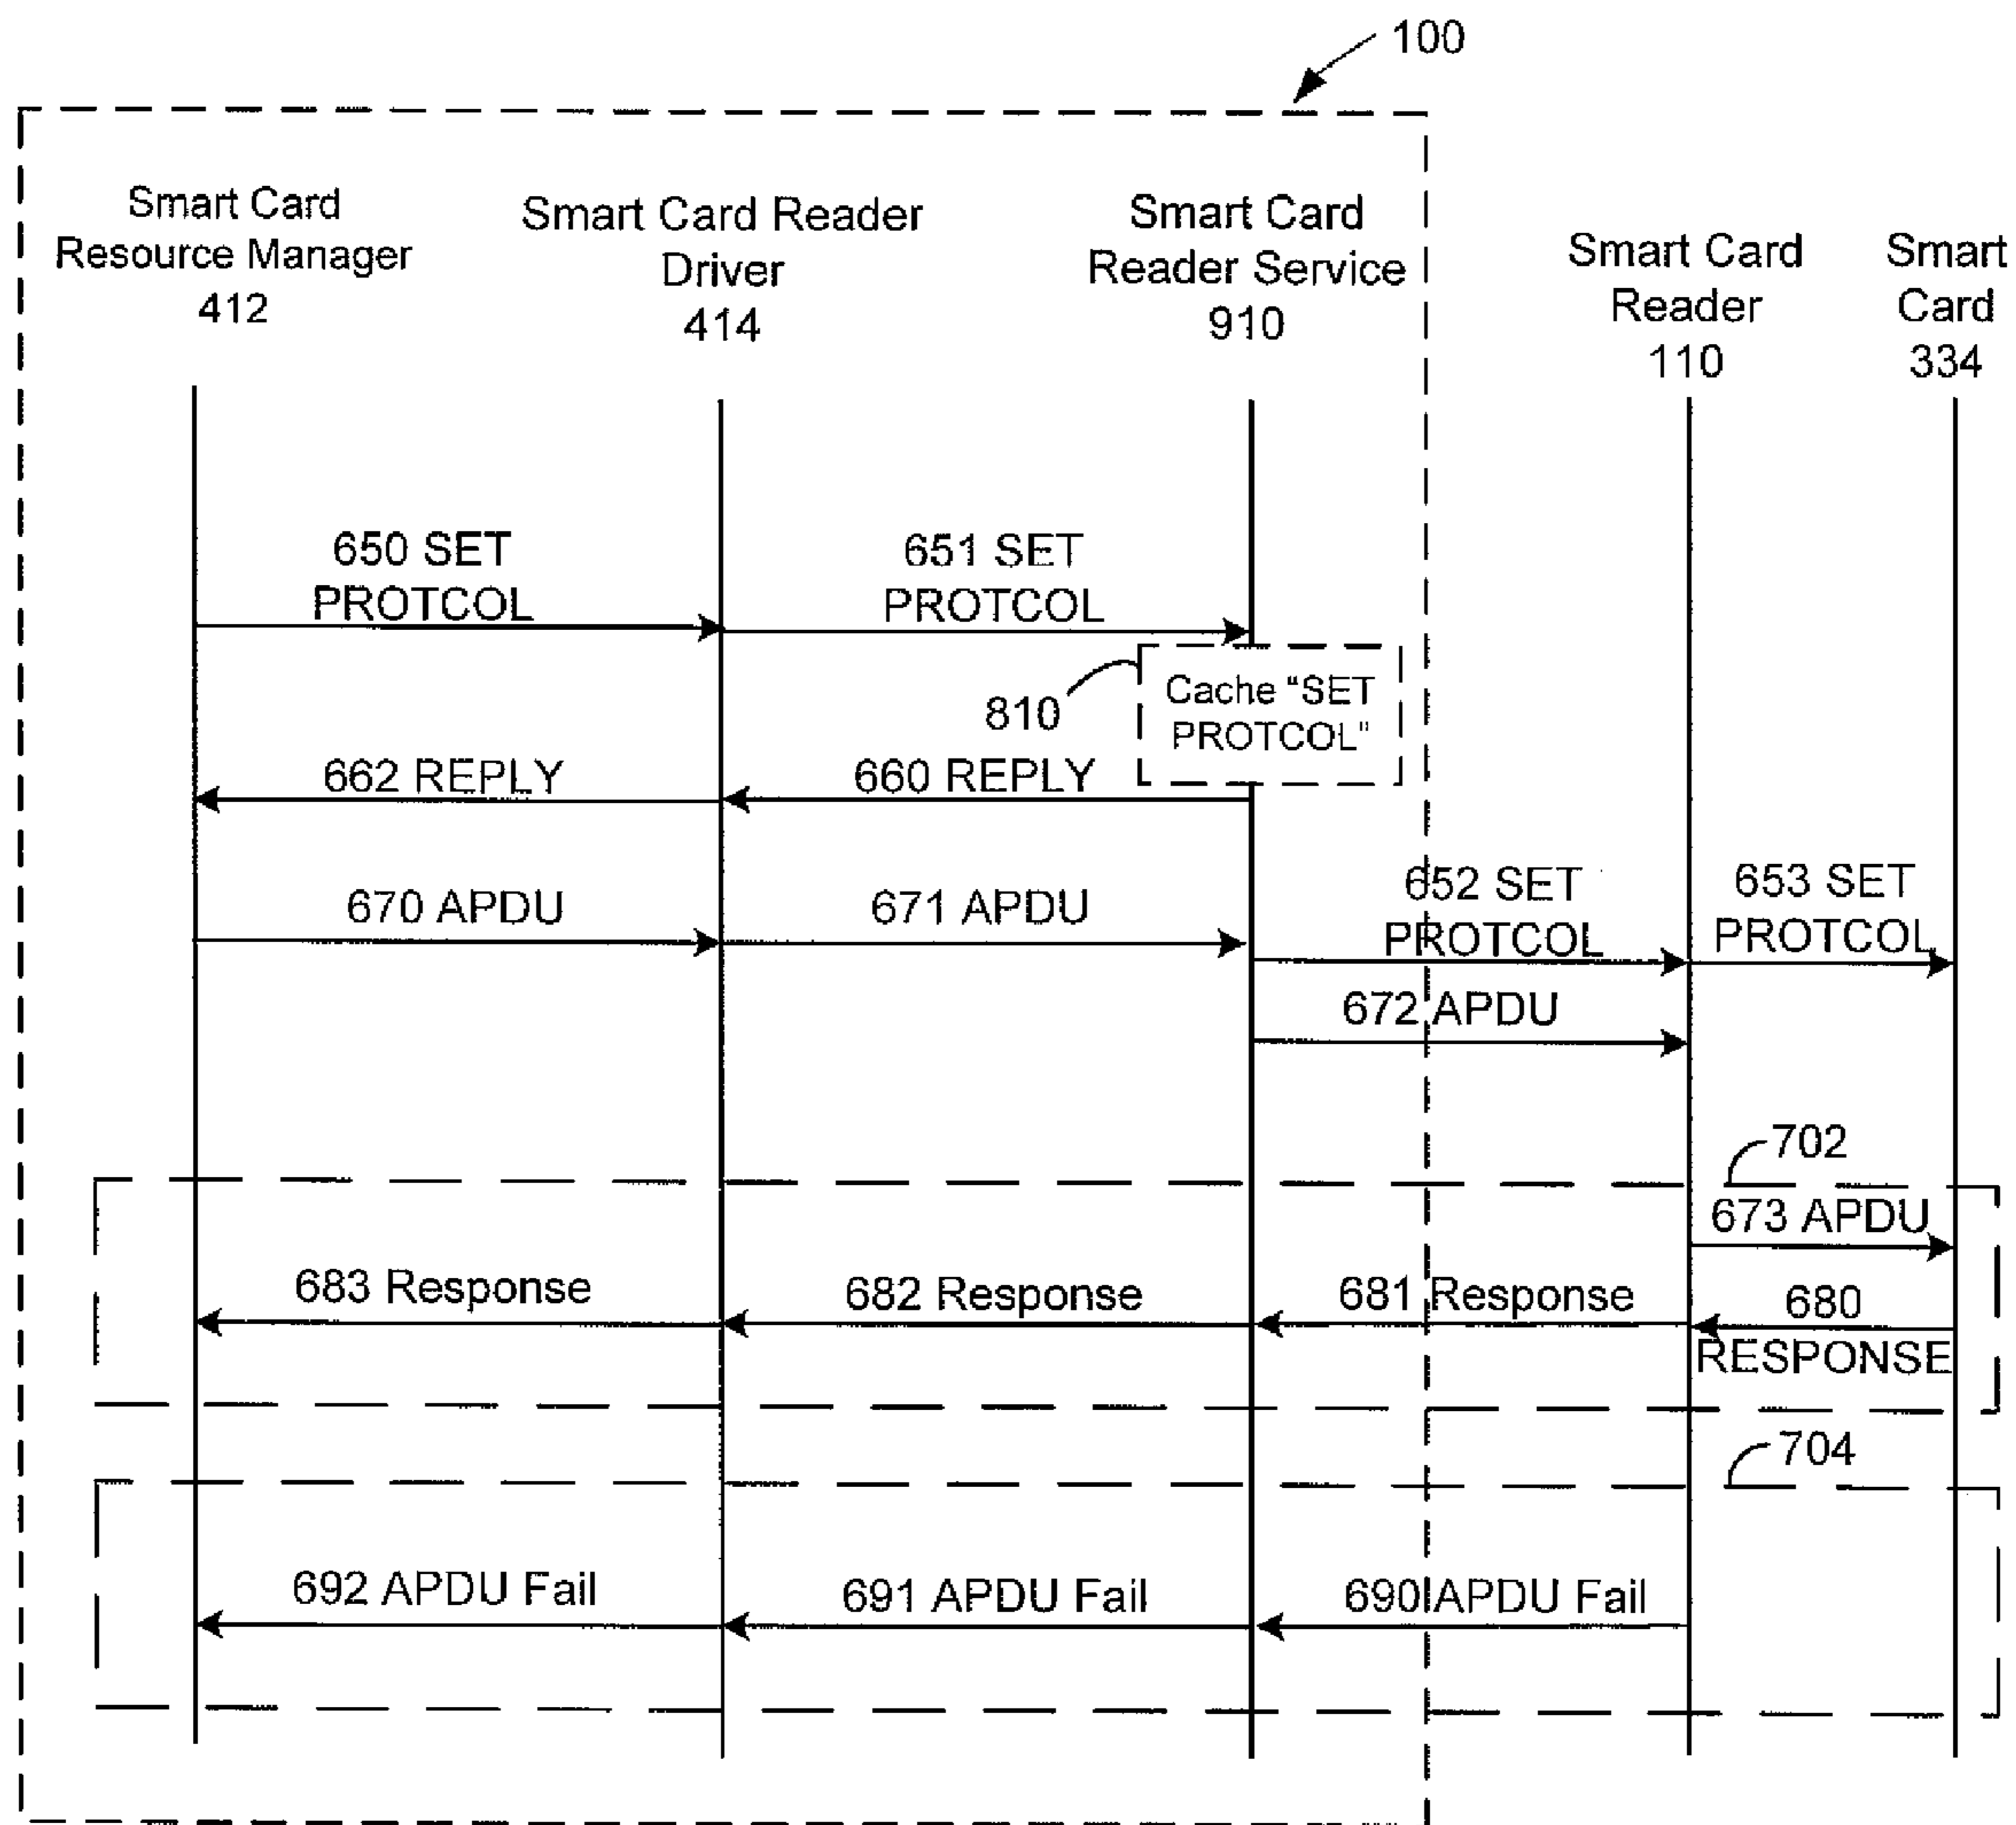 100
Smart Card
Resource Manager
412
Smart Card Reader
Driver
414
Smart Card
Reader Service
910
Smart Card
Reader
110
Smart
Card
334
650 SET
PROTCOL
651 SET
PROTCOL
810
Cache "SET
PROTCOL"
662 REPLY
660 REPLY
670 APDU
671 APDU
652 SET
PROTCOL
653 SET
PROTCOL
672 APDU
702
673 APDU
683 Response
682 Response
681 Response
680
RESPONSE
704
692 APDU Fail
691 APDU Fail
690 APDU Fail